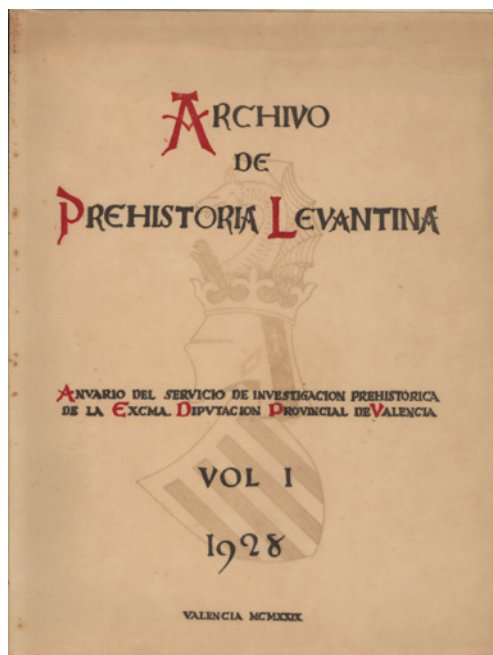 ARCHIVO
DE
PREHISTORIA LEVANTINA
ANVARIO DEL SERVICIO DE INVESTIGACION PREHISTORICA
DE LA EXCMA. DIPVTACION PROVINCIAL DE VALENCIA
VOL I
1928
VALENCIA MCMXXIX